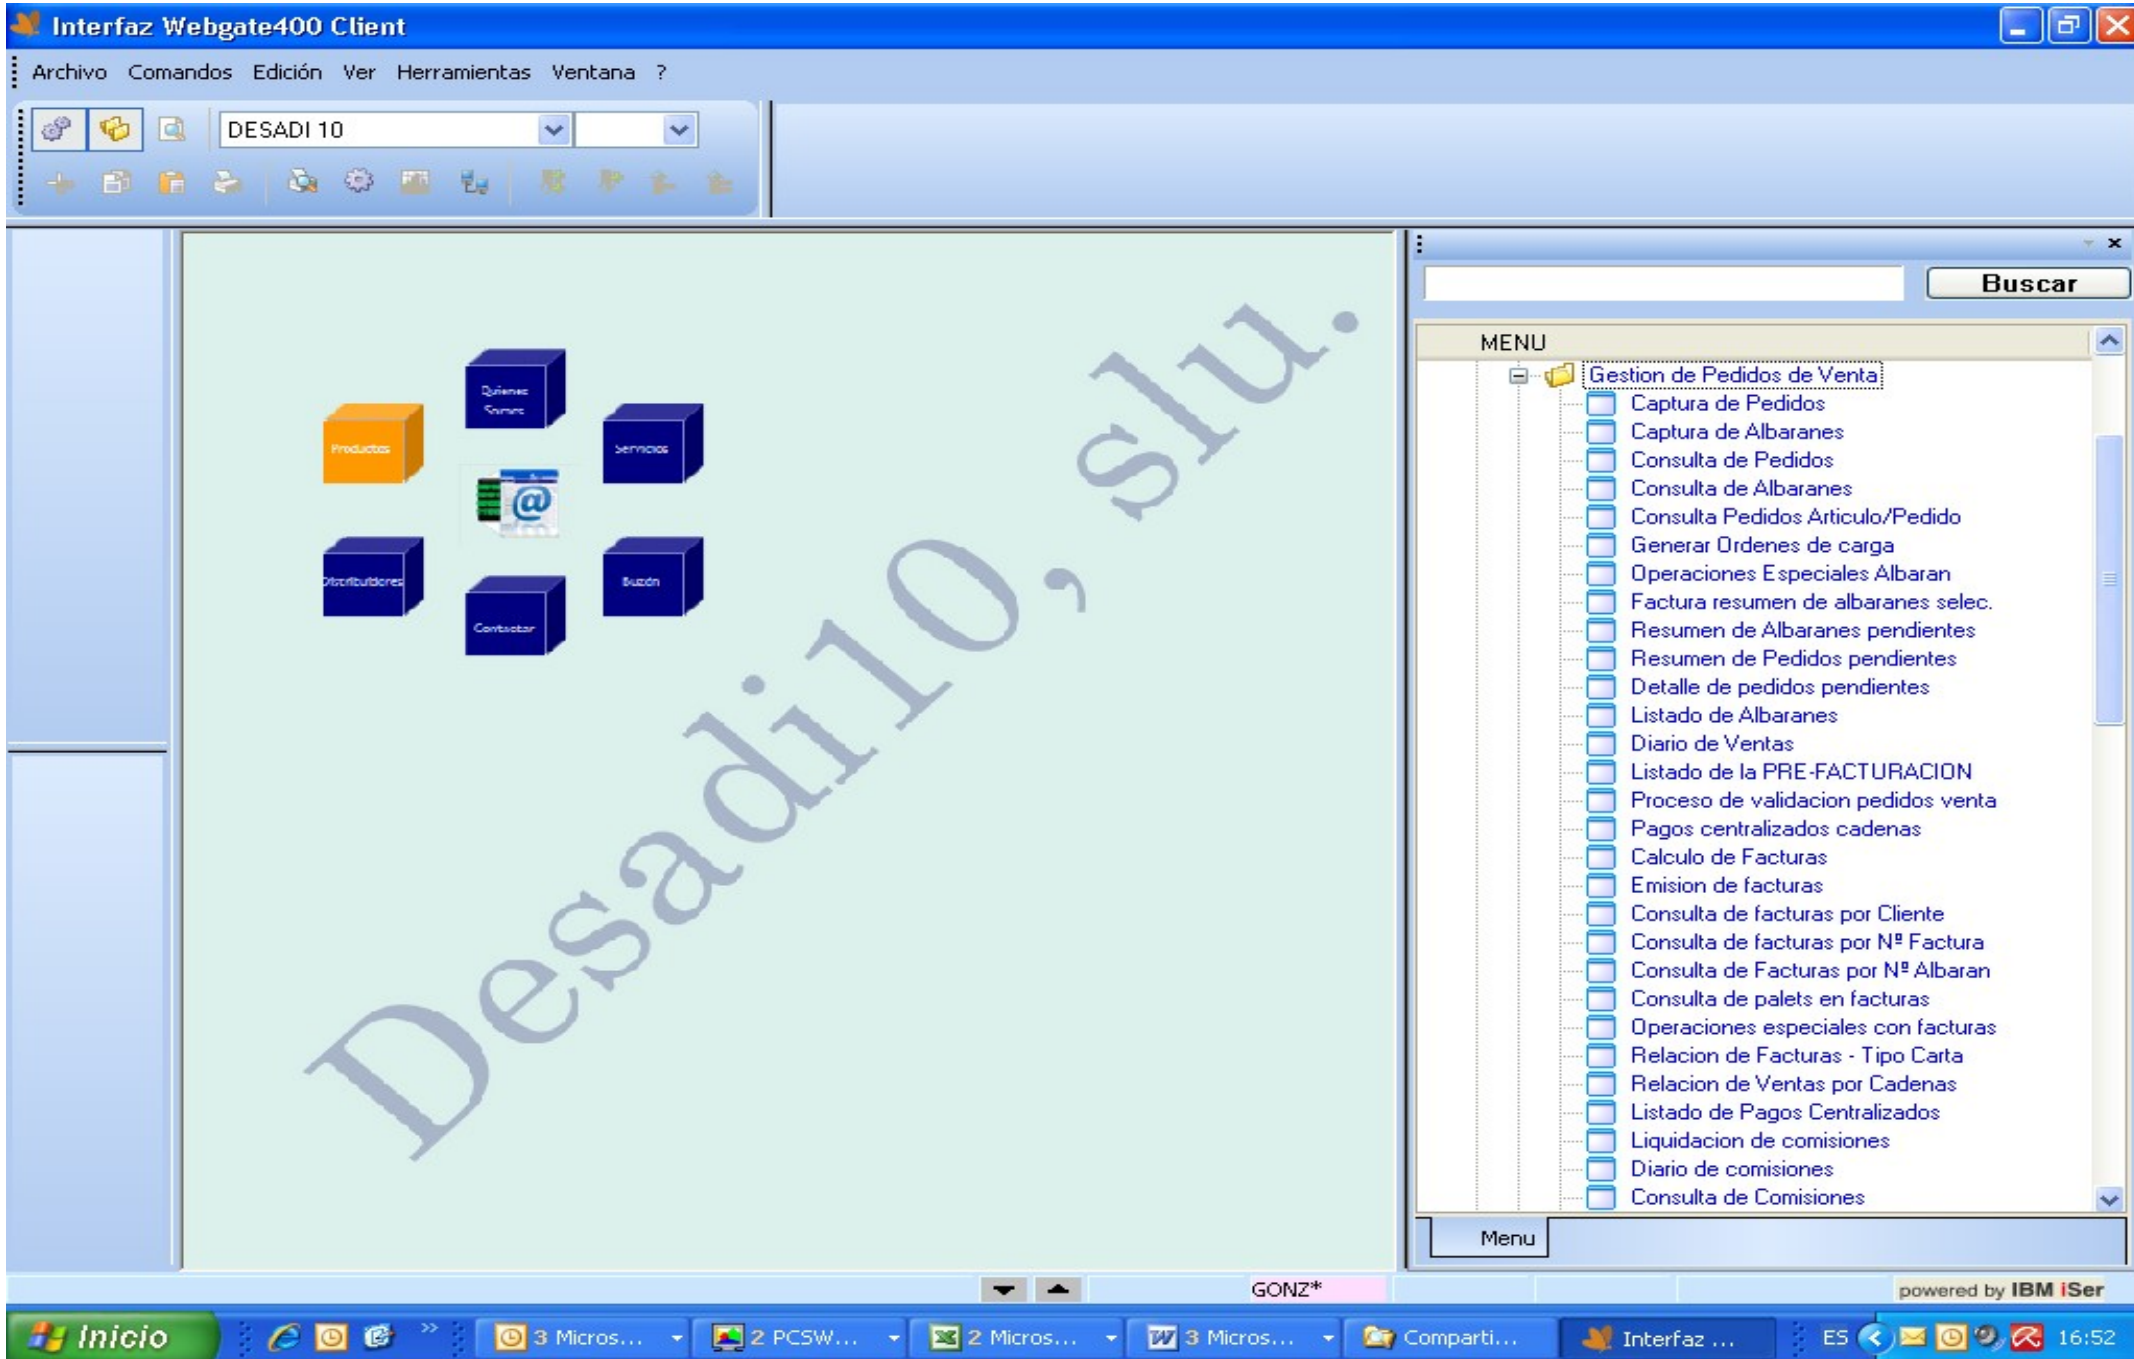 Interfaz Webgate400 Client
Archivo Comandos Edición Ver Herramientas Ventana ?
DESADI 10
Buscar
MENU
Gestion de Pedidos de Venta
Captura de Pedidos
Captura de Albaranes
Consulta de Pedidos
Consulta de Albaranes
Consulta Pedidos Articulo/Pedido
Generar Ordenes de carga
Operaciones Especiales Albaran
Factura resumen de albaranes selec.
Resumen de Albaranes pendientes
Resumen de Pedidos pendientes
Detalle de pedidos pendientes
Listado de Albaranes
Diario de Ventas
Listado de la PRE-FACTURACION
Proceso de validacion pedidos venta
Pagos centralizados cadenas
Calculo de Facturas
Emision de facturas
Consulta de facturas por Cliente
Consulta de facturas por Nº Factura
Consulta de Facturas por Nº Albaran
Consulta de palets en facturas
Operaciones especiales con facturas
Relacion de Facturas - Tipo Carta
Relacion de Ventas por Cadenas
Listado de Pagos Centralizados
Liquidacion de comisiones
Diario de comisiones
Consulta de Comisiones
Menu
Quienes
Somos
Productos
Servicios
@
Distribuidores
Buzón
Contactar
Desadi10, slu.
GONZ*
powered by IBM iSer
Inicio
3 Micros...
2 PCSW...
2 Micros...
3 Micros...
Comparti...
Interfaz ...
ES
16:52